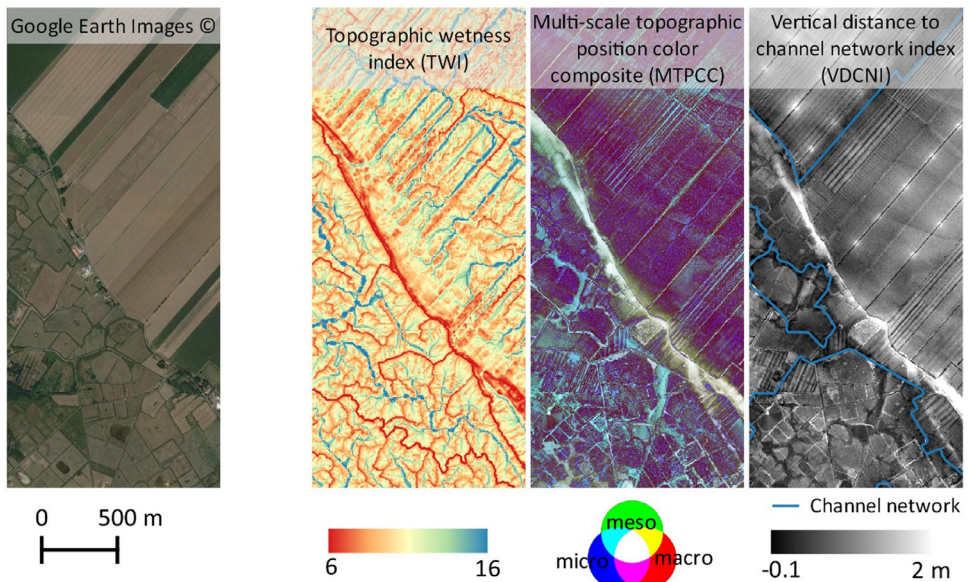 Google Earth Images ©
Topographic wetness
index (TWI)
Multi-scale topographic
position color
composite (MTPCC)
Vertical distance to
channel network index
(VDCNI)
0 500 m
6 16
meso
micro macro
Channel network
-0.1 2 m